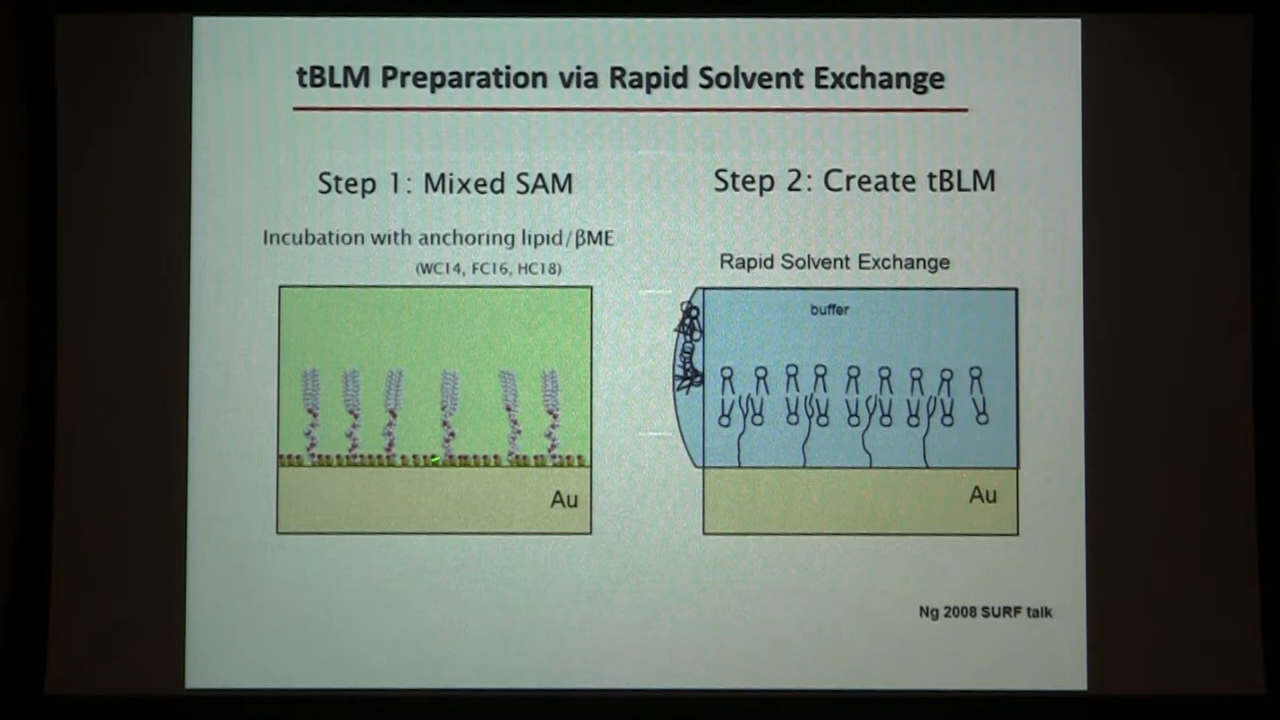 tBLM Preparation via Rapid Solvent Exchange
Step 1: Mixed SAM
Incubation with anchoring lipid/βME
(WC14, FC16, HC18)
Au
Step 2: Create tBLM
Rapid Solvent Exchange
buffer
Au
Ng 2008 SURF talk